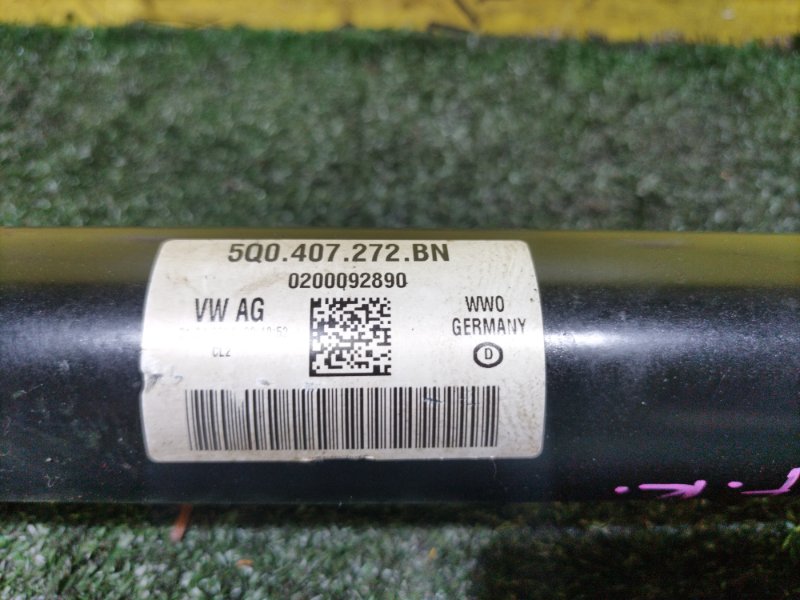 5Q0.407.272.BN
0200092890
VW AG
WWO
GERMANY
D